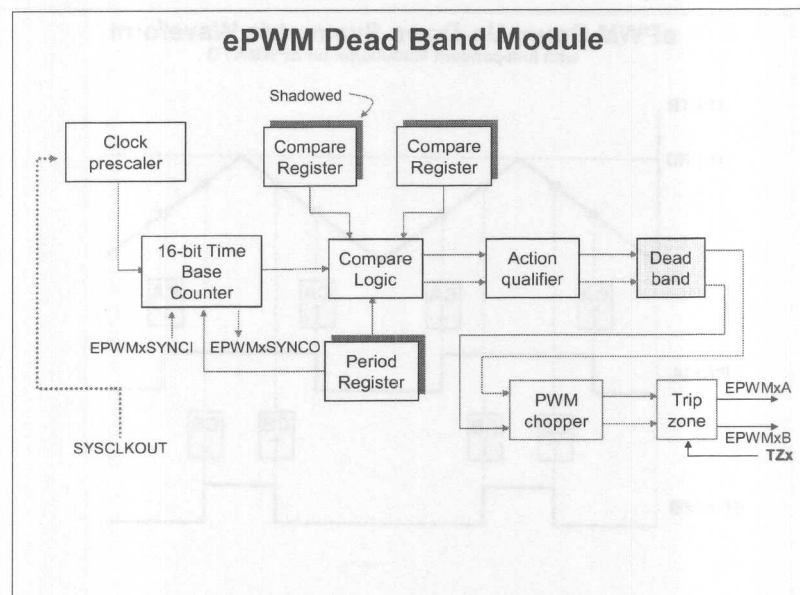 ePWM Dead Band Module
Shadowed
Clock
prescaler
Compare
Register
Compare
Register
16-bit Time
Base
Counter
Compare
Logic
Action
qualifier
Dead
band
EPWMxSYNCI
EPWMxSYNCO
Period
Register
PWM
chopper
Trip
zone
EPWMxA
EPWMxB
TZx
SYSCLKOUT